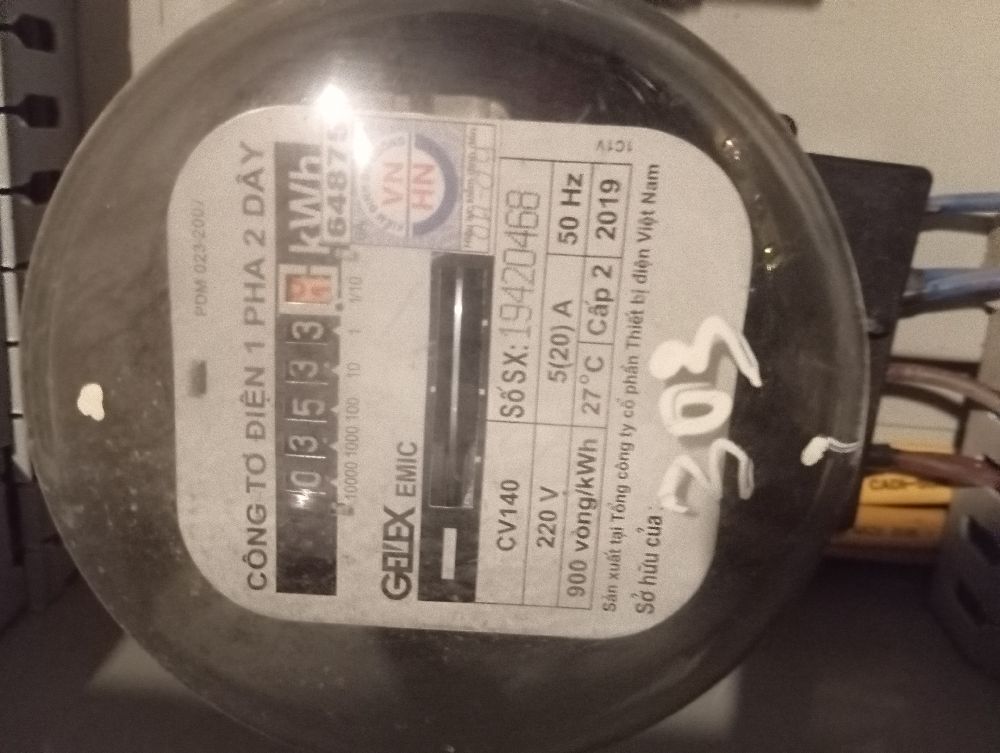 PDM 023-2007
CÔNG TƠ ĐIỆN 1 PHA 2 DÂY
0 3 5 3 3 kWh
10000 1000 100 10 1 1/10
648875
VN
HN
GELEX EMIC
1C1V
CV140 Số SX: 19420468
220 V 5(20) A 50 Hz
900 vòng/kWh 27°C Cấp 2 2019
Sản xuất tại Tổng công ty cổ phần Thiết bị điện Việt Nam
Sở hữu của:
303